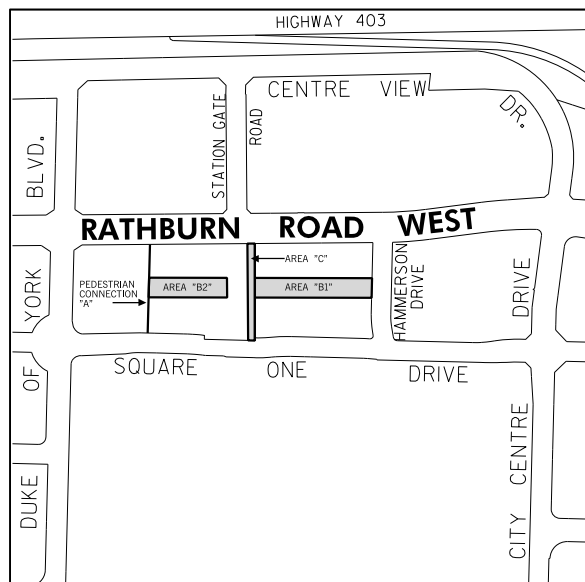 HIGHWAY 403
CENTRE VIEW DR.
STATION GATE
ROAD
BLVD.
RATHBURN ROAD WEST
AREA "C"
PEDESTRIAN
CONNECTION
"A"
AREA "B2"
AREA "B1"
HAMMERSON
DRIVE
YORK
DRIVE
SQUARE ONE DRIVE
OF
CITY CENTRE
DUKE